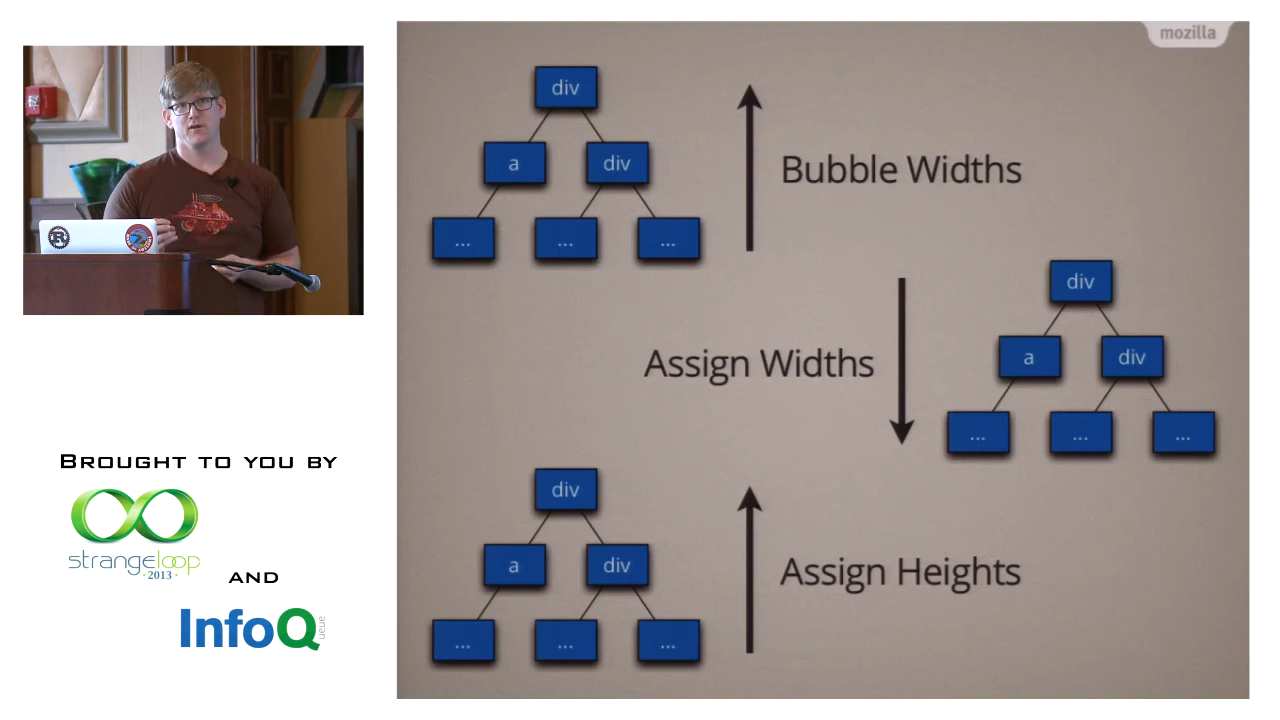 mozilla
div
a
div
...
...
...
Bubble Widths
div
a
div
...
...
...
Assign Widths
div
a
div
...
...
...
Assign Heights
R
BROUGHT TO YOU BY
strangeloop
·2013·
AND
InfoQ
ueue